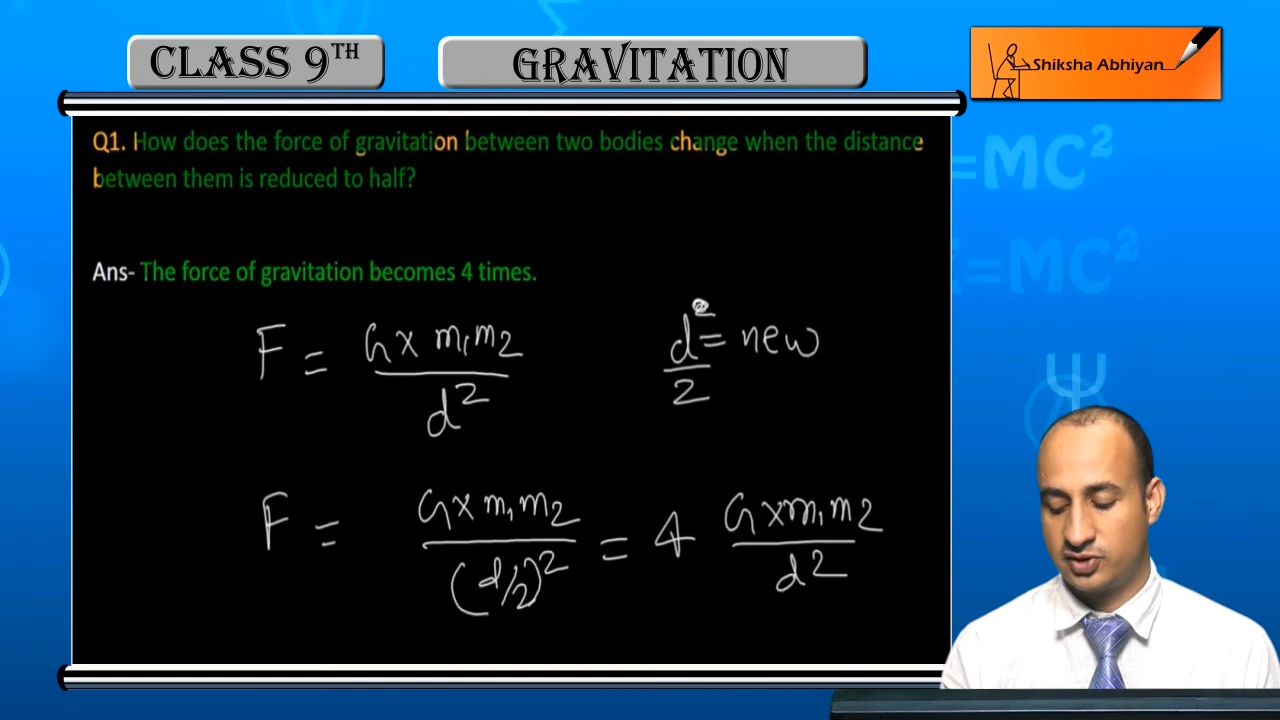 CLASS 9TH
GRAVITATION
Shiksha Abhiyan
Q1. How does the force of gravitation between two bodies change when the distance
between them is reduced to half?
Ans- The force of gravitation becomes 4 times.
F = G x m1m2 / d²
d/2 = new
F = G x m1m2 / (d/2)² = 4 G x m1m2 / d²
=MC²
=MC²